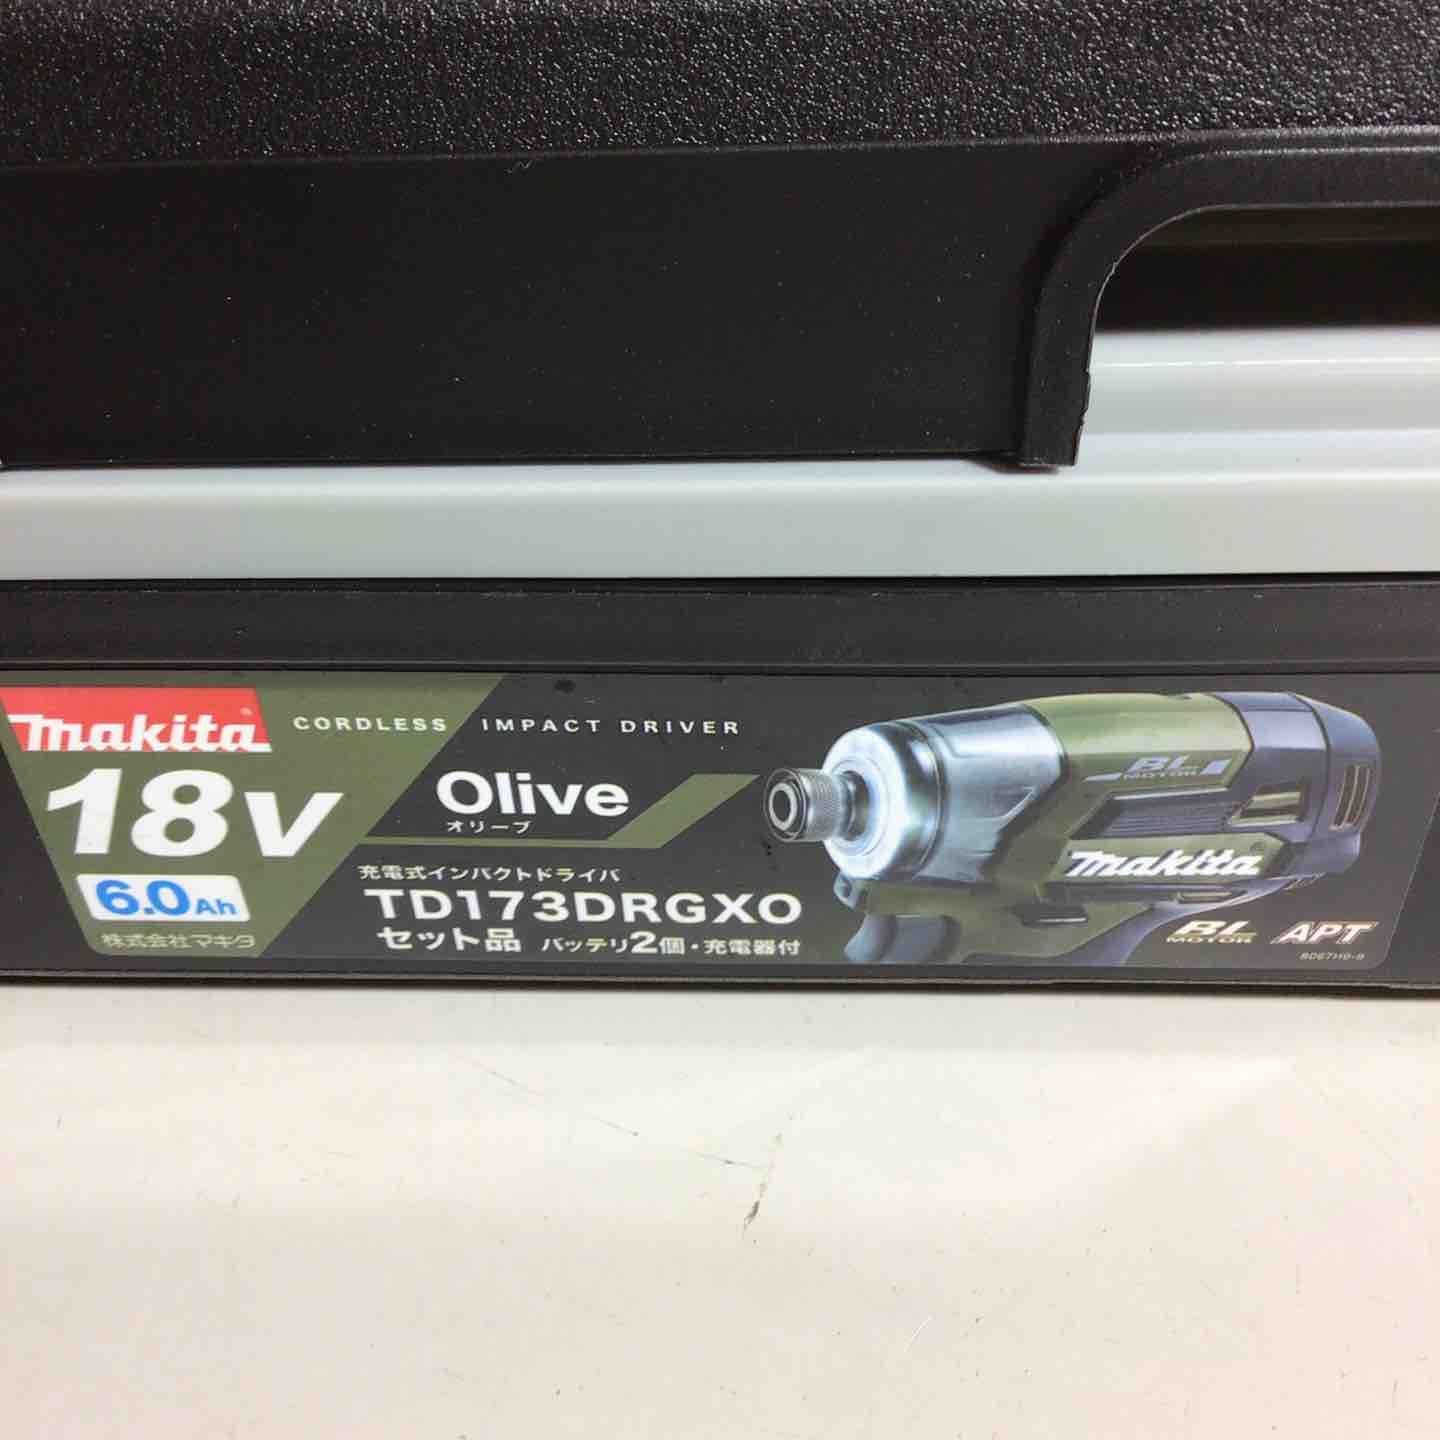 makita
CORDLESS IMPACT DRIVER
18V
Olive
オリーブ
6.0Ah
株式会社マキタ
充電式インパクトドライバ
TD173DRGXO
セット品 バッテリ2個・充電器付
BL
MOTOR
makita
BL
MOTOR
APT